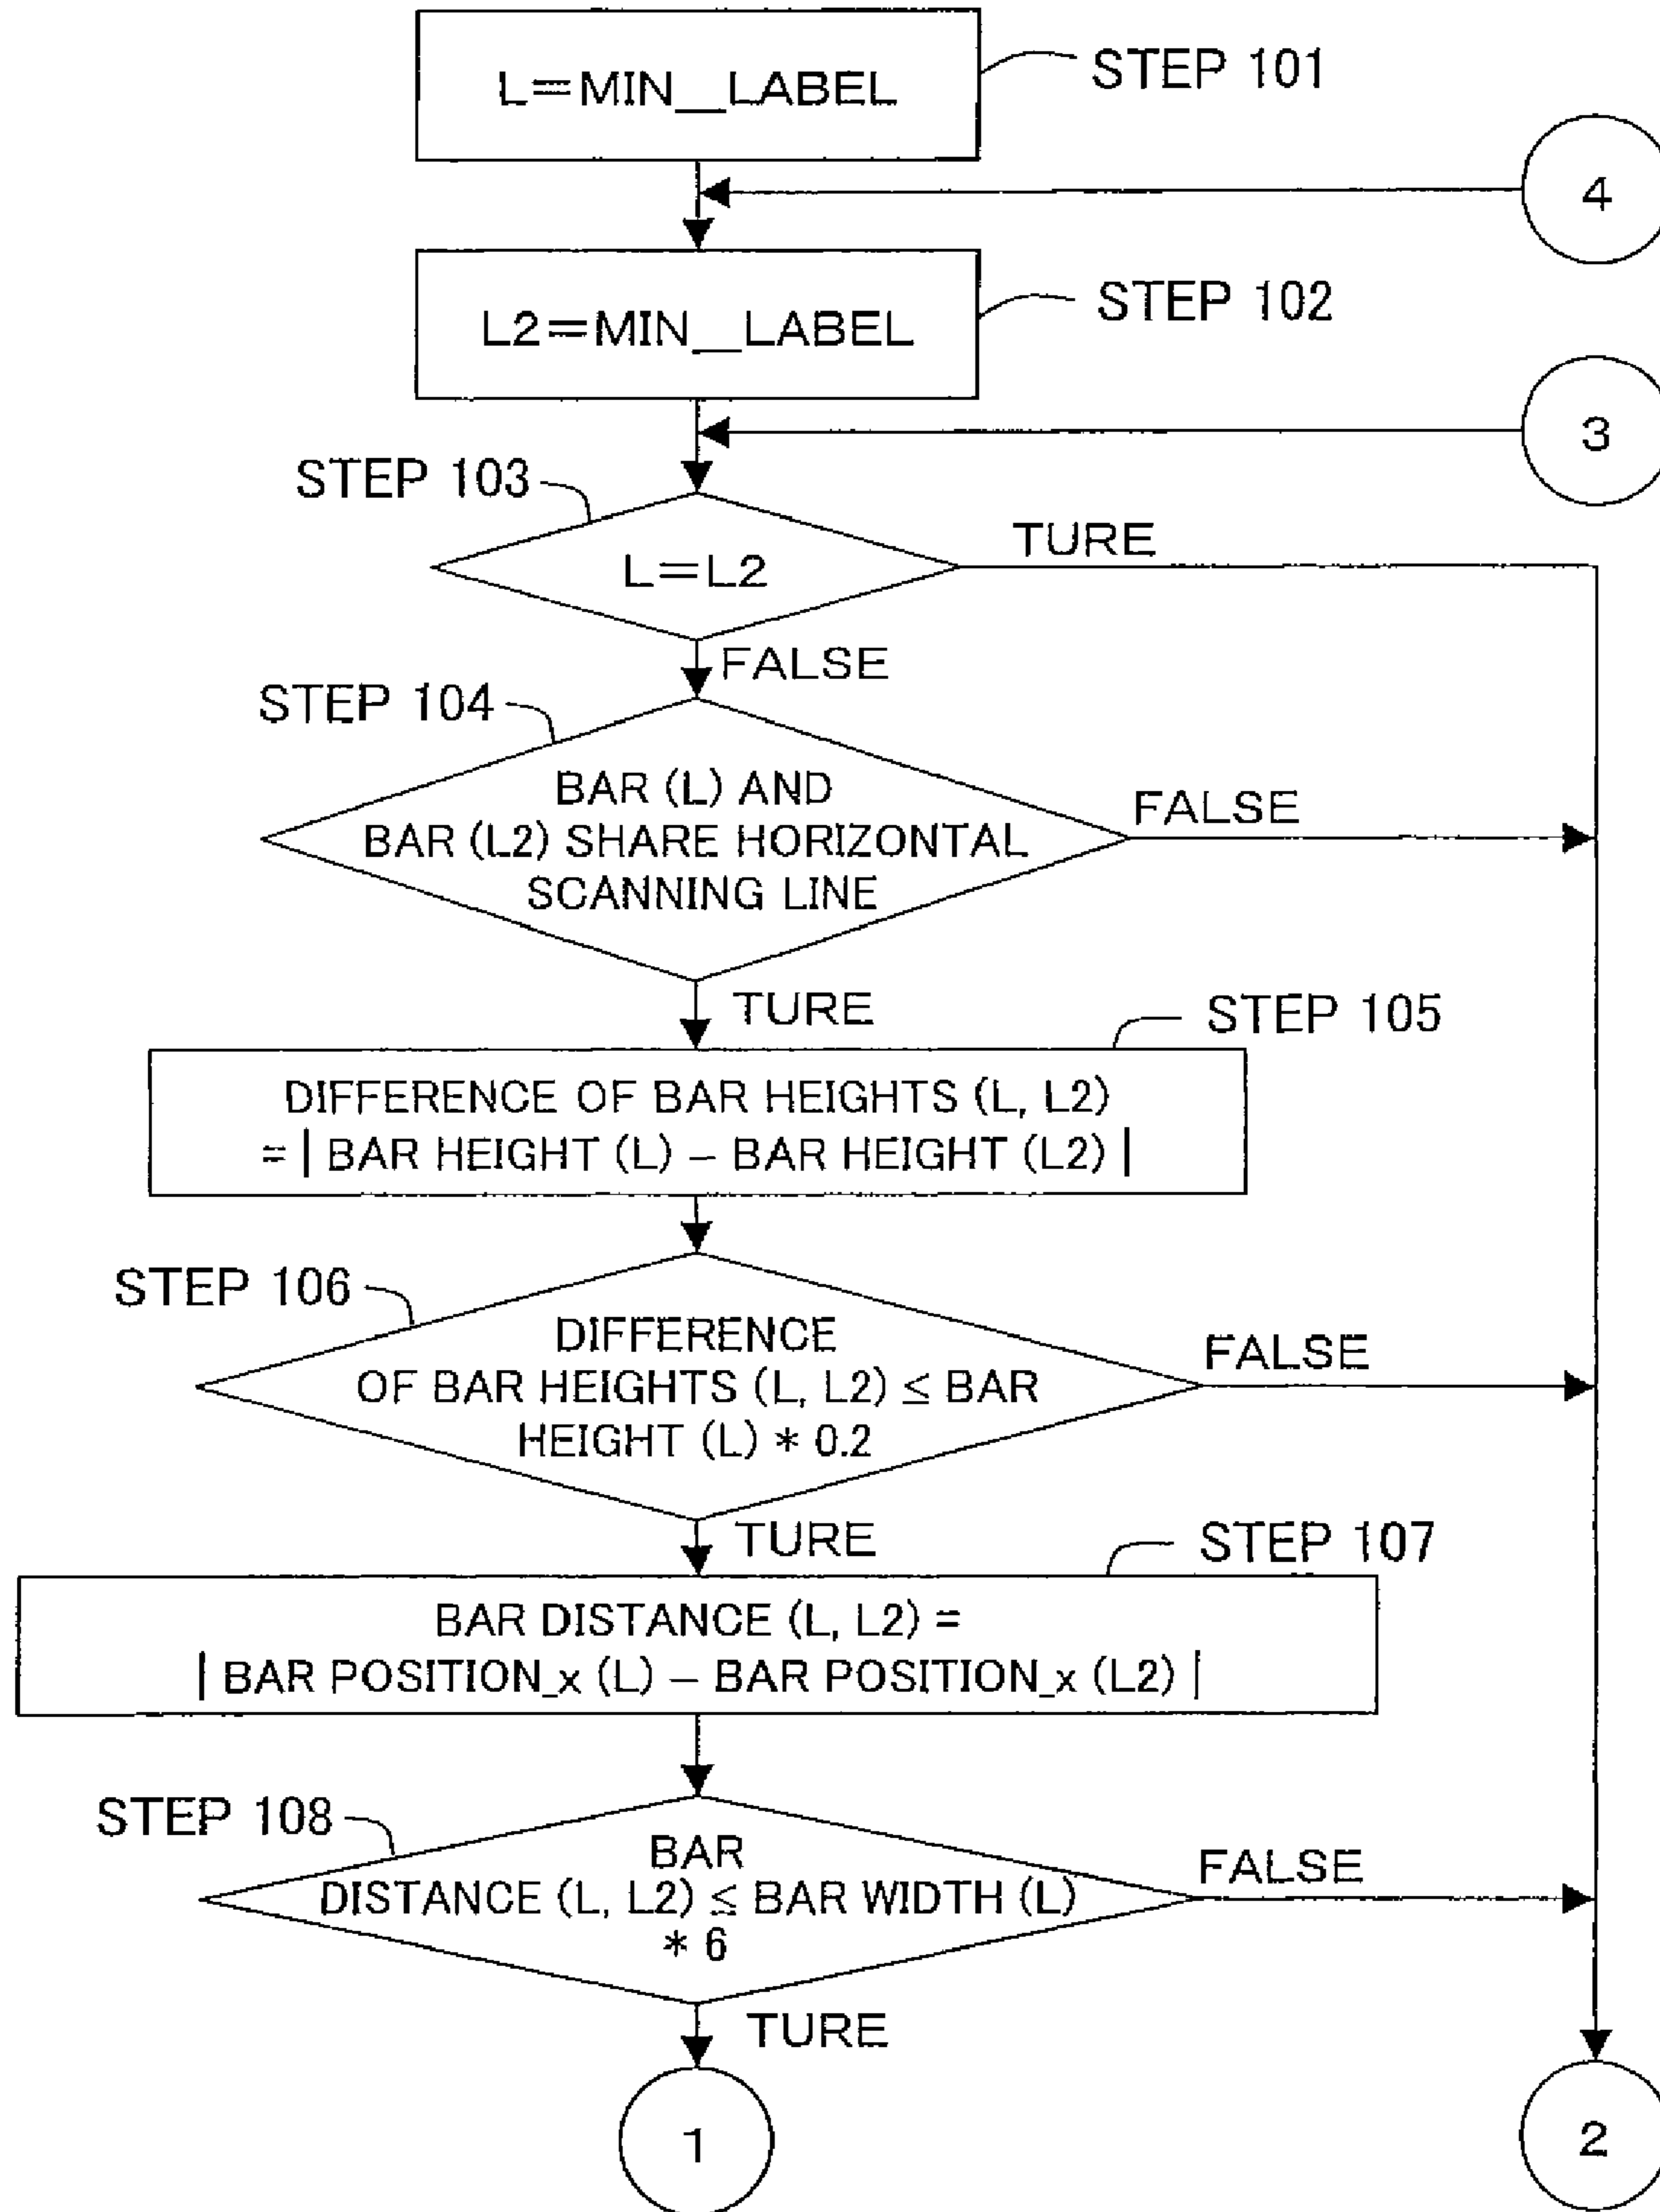 L=MIN__LABEL
STEP 101
4
L2=MIN__LABEL
STEP 102
3
STEP 103
L=L2
TURE
FALSE
STEP 104
BAR (L) AND
BAR (L2) SHARE HORIZONTAL
SCANNING LINE
FALSE
TURE
STEP 105
DIFFERENCE OF BAR HEIGHTS (L, L2)
= | BAR HEIGHT (L) – BAR HEIGHT (L2) |
STEP 106
DIFFERENCE
OF BAR HEIGHTS (L, L2) ≤ BAR
HEIGHT (L) * 0.2
FALSE
TURE
STEP 107
BAR DISTANCE (L, L2) =
| BAR POSITION_x (L) – BAR POSITION_x (L2) |
STEP 108
BAR
DISTANCE (L, L2) ≤ BAR WIDTH (L)
* 6
FALSE
TURE
1
2